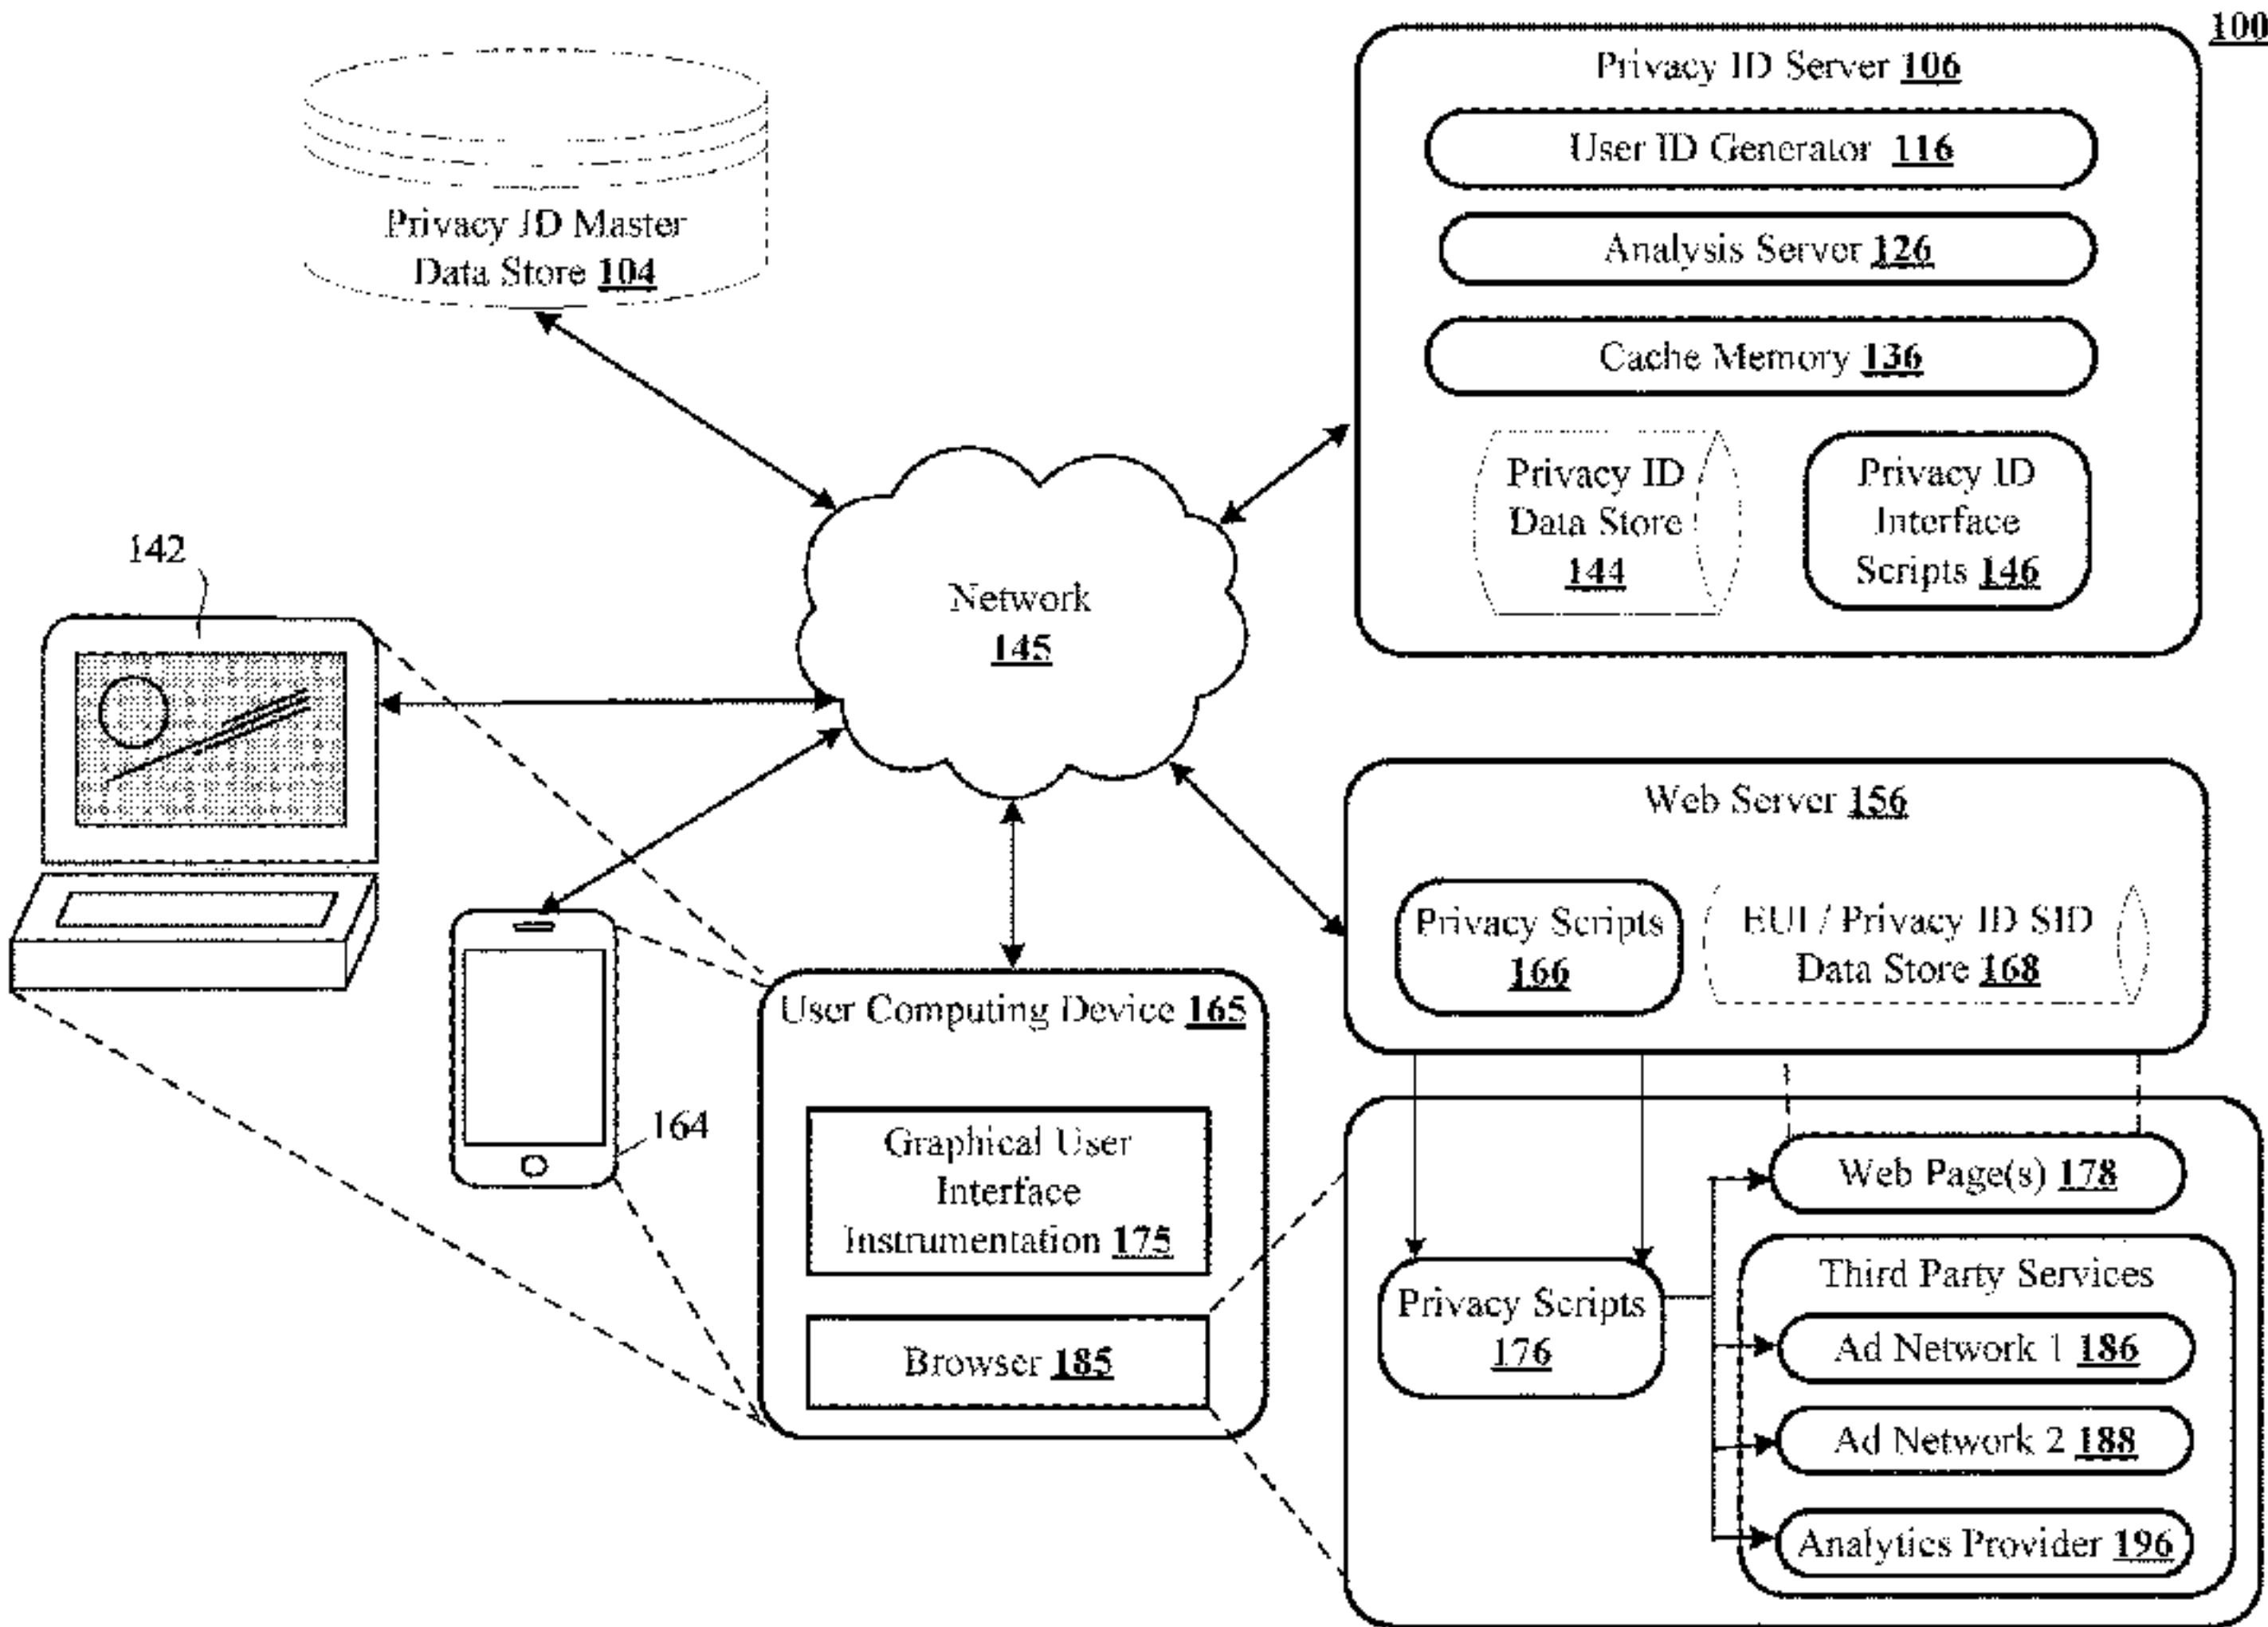 100
Privacy ID Server 106
User ID Generator 116
Analysis Server 126
Cache Memory 136
Privacy ID
Data Store
144
Privacy ID
Interface
Scripts 146
Privacy ID Master
Data Store 104
Network
145
142
164
User Computing Device 165
Graphical User
Interface
Instrumentation 175
Browser 185
Web Server 156
Privacy Scripts
166
EUI / Privacy ID SID
Data Store 168
Privacy Scripts
176
Web Page(s) 178
Third Party Services
Ad Network 1 186
Ad Network 2 188
Analytics Provider 196